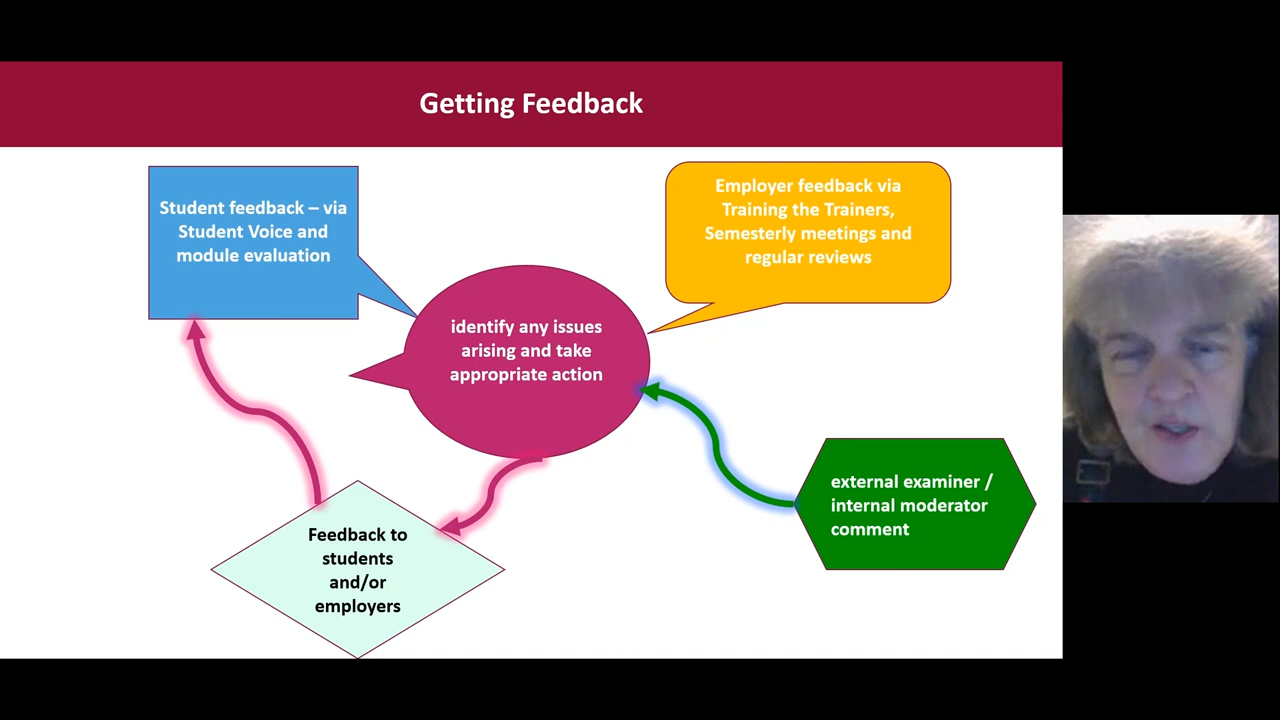 Getting Feedback
Student feedback – via
Student Voice and
module evaluation
Employer feedback via
Training the Trainers,
Semesterly meetings and
regular reviews
identify any issues
arising and take
appropriate action
external examiner /
internal moderator
comment
Feedback to
students
and/or
employers